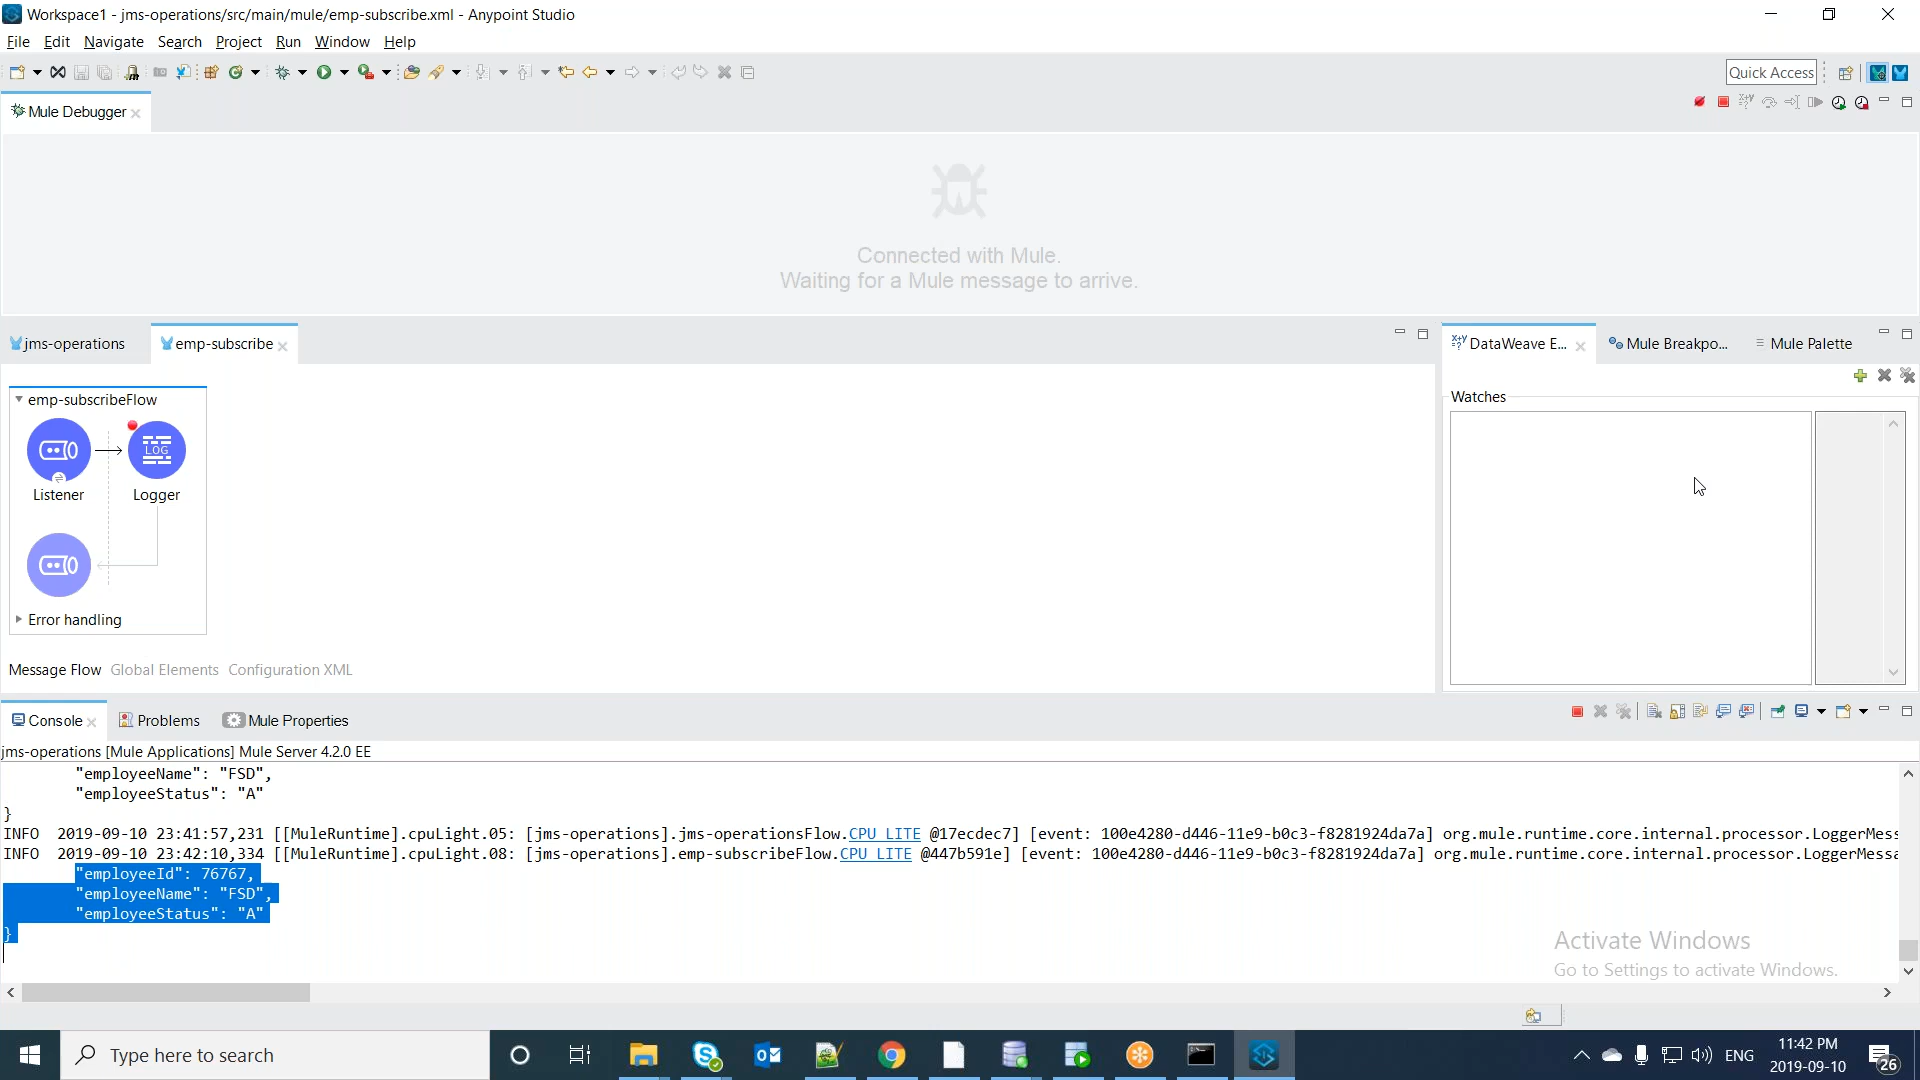 Workspace1 - jms-operations/src/main/mule/emp-subscribe.xml - Anypoint Studio
File Edit Navigate Search Project Run Window Help
Quick Access
Mule Debugger
Connected with Mule.
Waiting for a Mule message to arrive.
jms-operations emp-subscribe
DataWeave E... Mule Breakpo... Mule Palette
Watches
emp-subscribeFlow
LOG
Listener Logger
Error handling
Message Flow Global Elements Configuration XML
Console Problems Mule Properties
jms-operations [Mule Applications] Mule Server 4.2.0 EE
"employeeName": "FSD",
"employeeStatus": "A"
}
INFO 2019-09-10 23:41:57,231 [[MuleRuntime].cpuLight.05: [jms-operations].jms-operationsFlow.CPU_LITE @17ecdec7] [event: 100e4280-d446-11e9-b0c3-f8281924da7a] org.mule.runtime.core.internal.processor.LoggerMess
INFO 2019-09-10 23:42:10,334 [[MuleRuntime].cpuLight.08: [jms-operations].emp-subscribeFlow.CPU_LITE @447b591e] [event: 100e4280-d446-11e9-b0c3-f8281924da7a] org.mule.runtime.core.internal.processor.LoggerMessa
"employeeId": 76767,
"employeeName": "FSD",
"employeeStatus": "A"
}
Activate Windows
Go to Settings to activate Windows.
Type here to search
ENG
11:42 PM
2019-09-10
26